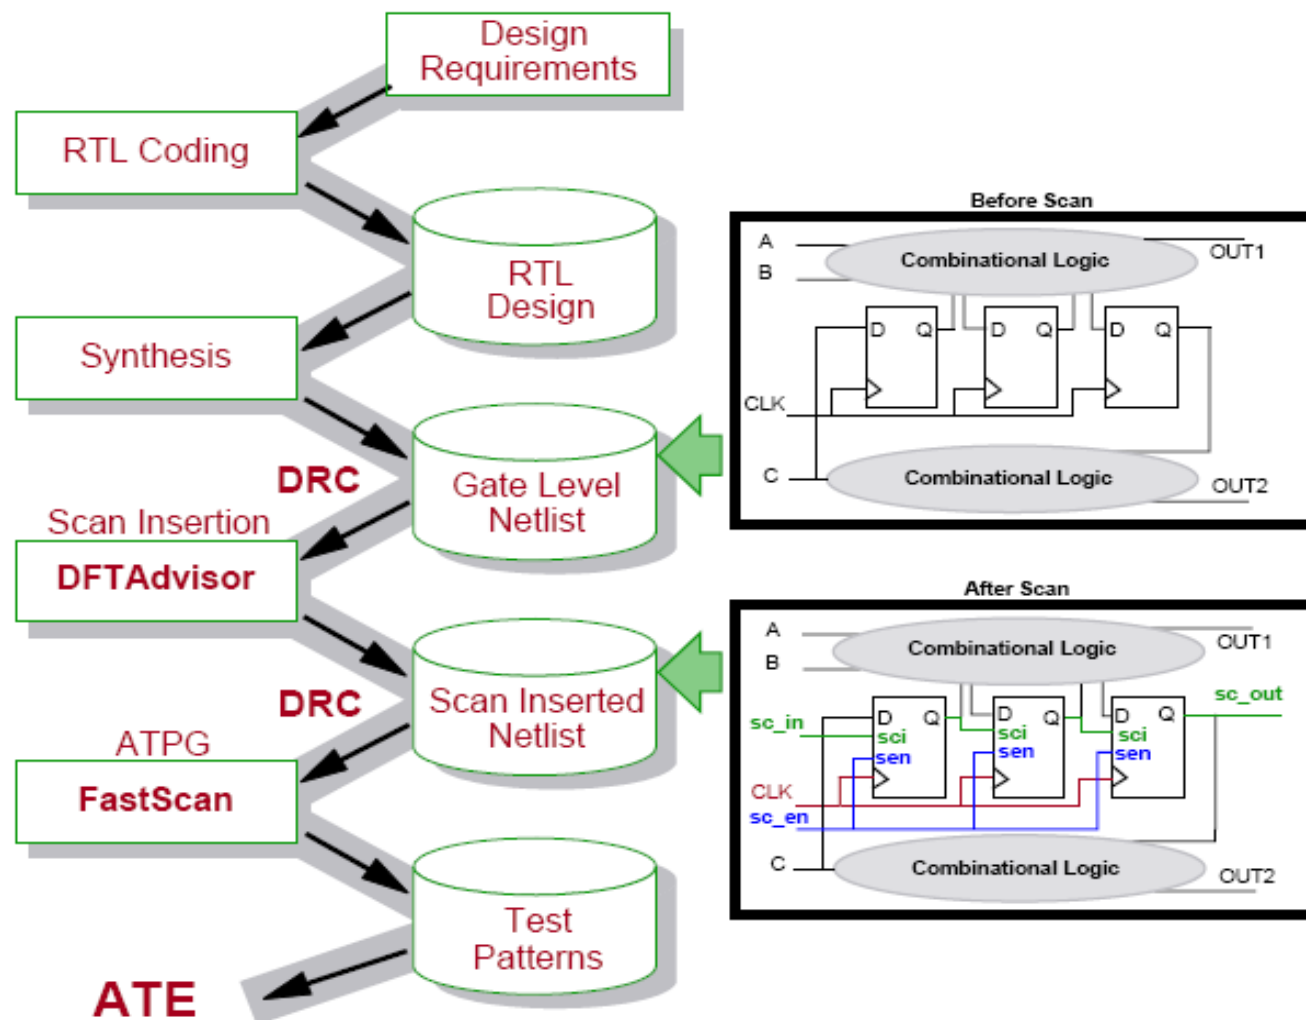 Design
Requirements
RTL Coding
RTL
Design
Synthesis
DRC
Gate Level
Netlist
Scan Insertion
DFTAdvisor
DRC
Scan Inserted
Netlist
ATPG
FastScan
Test
Patterns
ATE
Before Scan
A
Combinational Logic
OUT1
B
D Q D Q D Q
CLK
C
Combinational Logic
OUT2
After Scan
A
Combinational Logic
OUT1
B
sc_out
D Q D Q D Q
sc_in
sci sci sci
sen sen sen
CLK
sc_en
C
Combinational Logic
OUT2